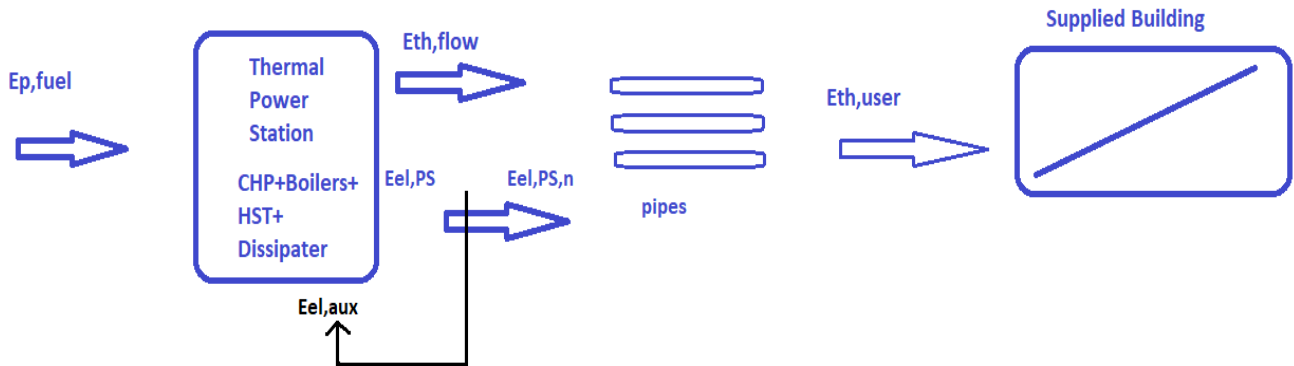 Supplied Building
Ep,fuel
Thermal
Power
Station
CHP+Boilers+
HST+
Dissipater
Eth,flow
Eel,PS
Eel,PS,n
Eel,aux
pipes
Eth,user